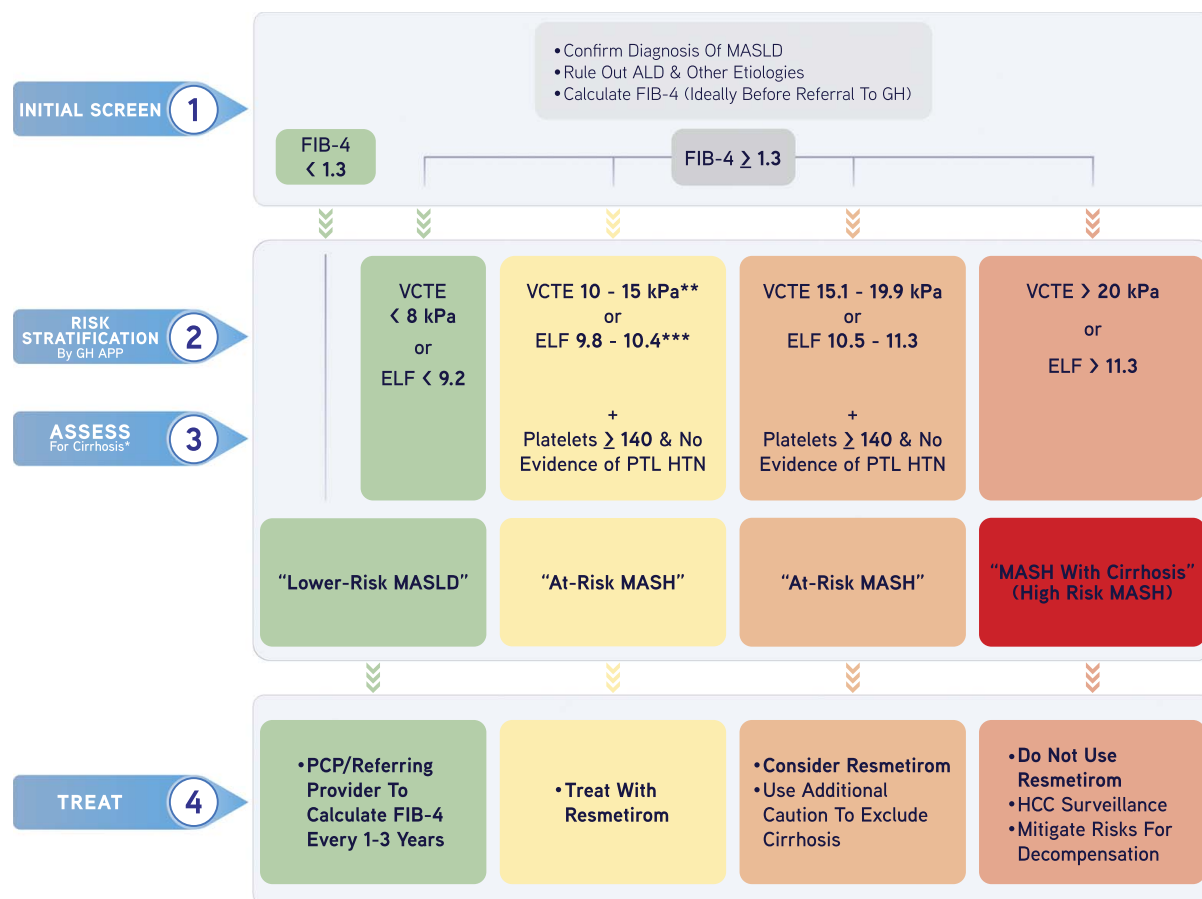 INITIAL SCREEN 1
•Confirm Diagnosis Of MASLD
•Rule Out ALD & Other Etiologies
•Calculate FIB-4 (Ideally Before Referral To GH)
FIB-4
< 1.3
FIB-4 ≥ 1.3
RISK
STRATIFICATION
By GH APP
2
ASSESS
For Cirrhosis*
3
VCTE
< 8 kPa
or
ELF < 9.2
VCTE 10 - 15 kPa**
or
ELF 9.8 - 10.4***
+
Platelets ≥ 140 & No
Evidence of PTL HTN
VCTE 15.1 - 19.9 kPa
or
ELF 10.5 - 11.3
+
Platelets ≥ 140 & No
Evidence of PTL HTN
VCTE > 20 kPa
or
ELF > 11.3
“Lower-Risk MASLD”
“At-Risk MASH”
“At-Risk MASH”
“MASH With Cirrhosis”
(High Risk MASH)
TREAT 4
•PCP/Referring
Provider To
Calculate FIB-4
Every 1-3 Years
•Treat With
Resmetirom
•Consider Resmetirom
•Use Additional
Caution To Exclude
Cirrhosis
•Do Not Use
Resmetirom
•HCC Surveillance
•Mitigate Risks For
Decompensation